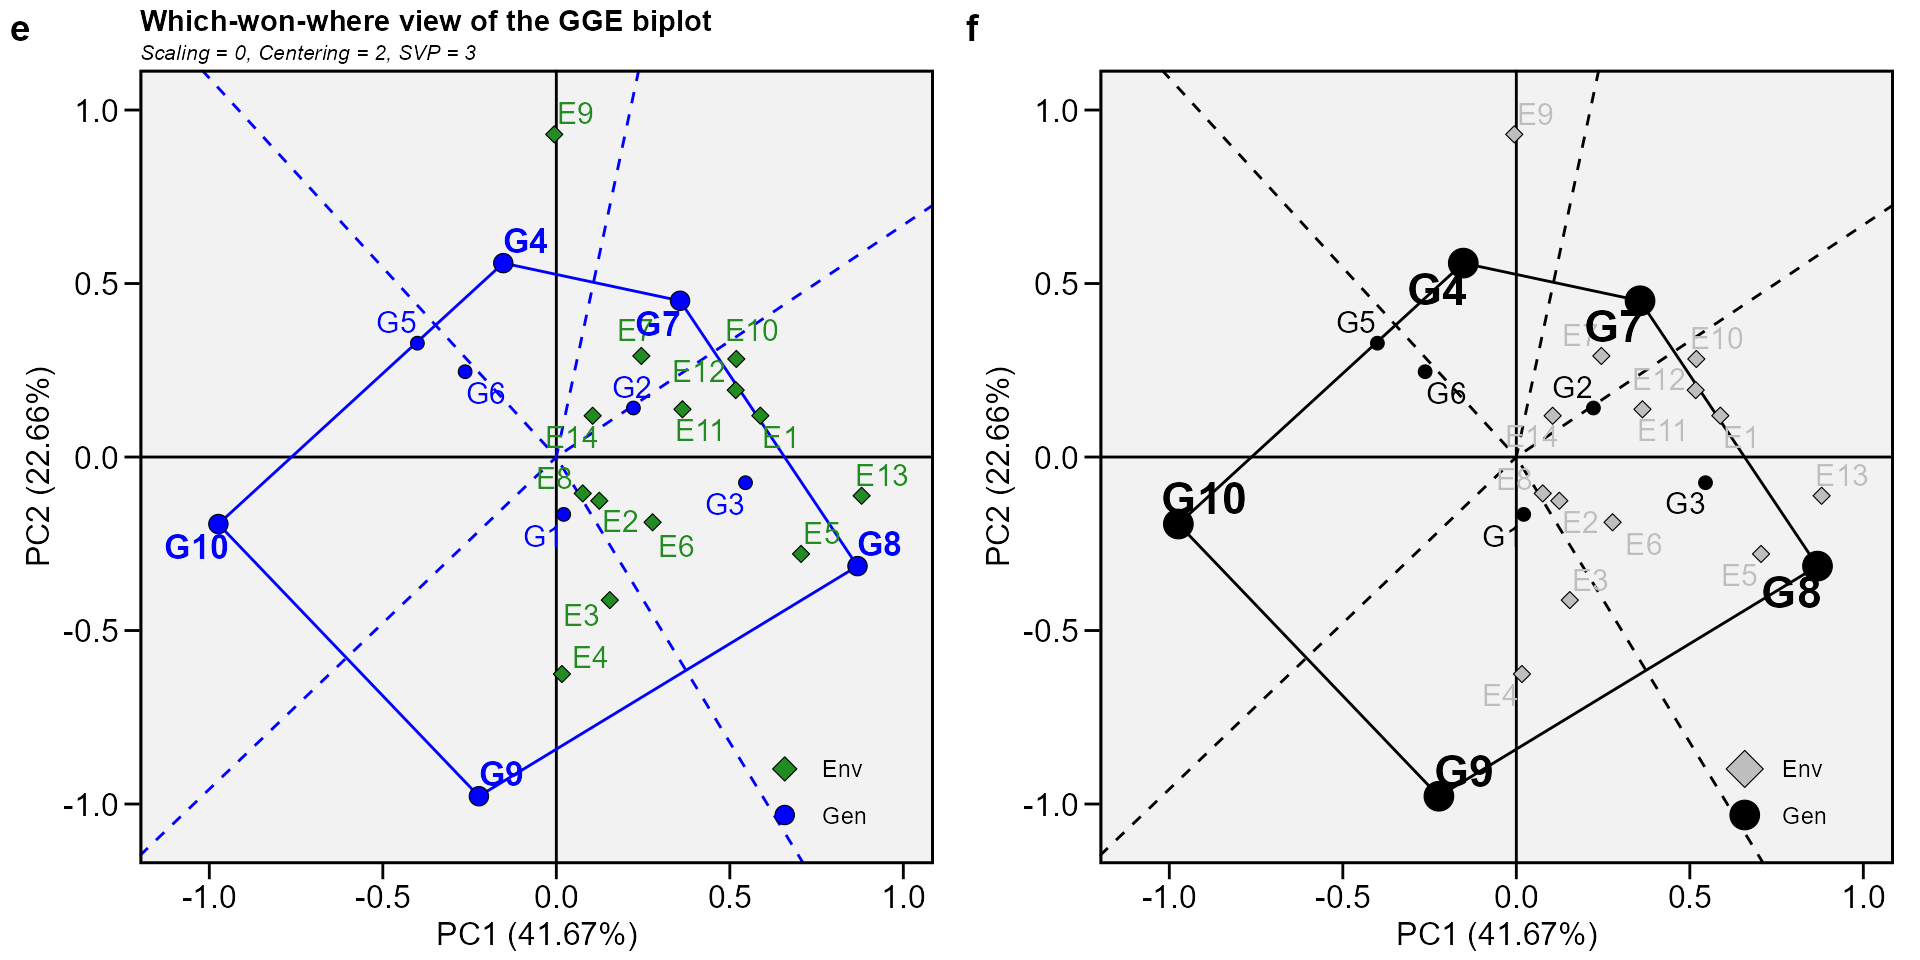 e
Which-won-where view of the GGE biplot
Scaling = 0, Centering = 2, SVP = 3
PC2 (22.66%)
1.0
0.5
0.0
-0.5
-1.0
E9
G4
G7
E7
E10
G5
E12
G2
G6
E11
E14
E1
E8
E13
G3
E2
G1
E5
G8
E6
G10
E3
E4
G9
Env
Gen
-1.0
-0.5
0.0
0.5
1.0
PC1 (41.67%)
f
PC2 (22.66%)
1.0
0.5
0.0
-0.5
-1.0
E9
G4
G5
G7
E7
E10
E12
G2
G6
E11
E14
E1
E8
E13
G10
G3
E2
G1
E6
E5
E3
G8
E4
G9
Env
Gen
-1.0
-0.5
0.0
0.5
1.0
PC1 (41.67%)